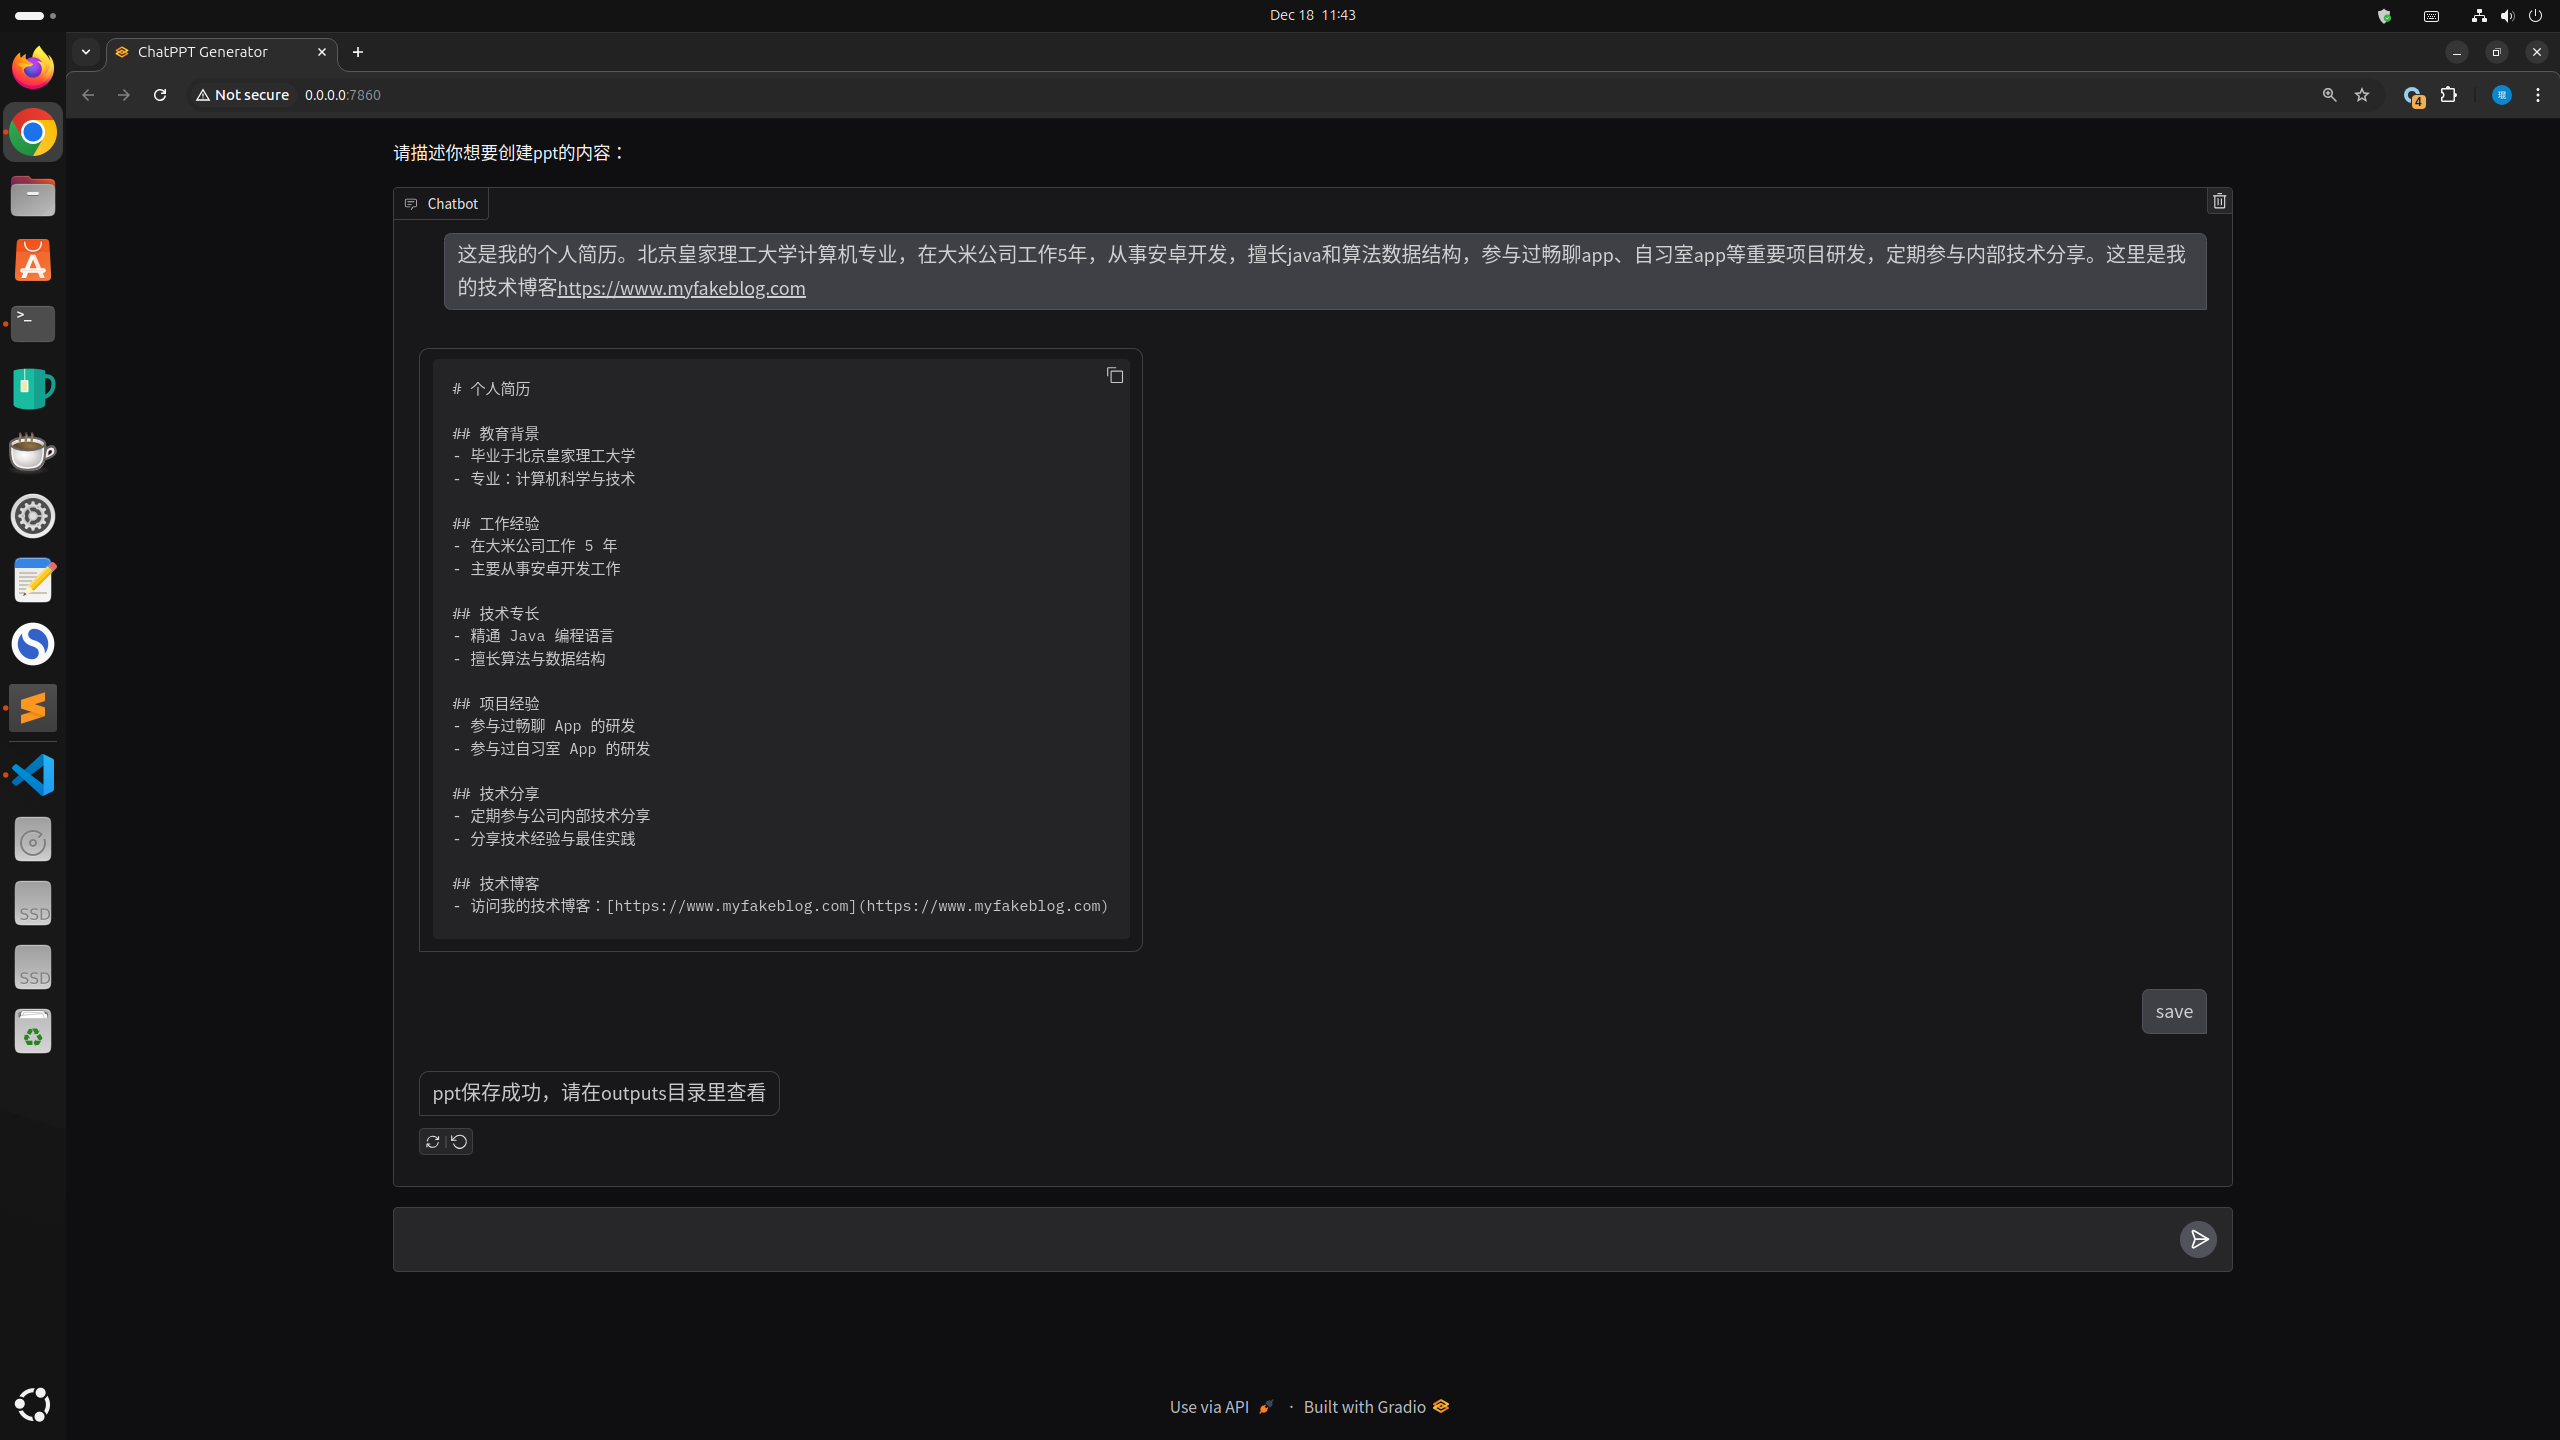 Dec 18 11:43
ChatPPT Generator
Not secure 0.0.0.0:7860
4
琨
请描述你想要创建ppt的内容：
Chatbot
这是我的个人简历。北京皇家理工大学计算机专业，在大米公司工作5年，从事安卓开发，擅长java和算法数据结构，参与过畅聊app、自习室app等重要项目研发，定期参与内部技术分享。这里是我
的技术博客https://www.myfakeblog.com
# 个人简历
## 教育背景
- 毕业于北京皇家理工大学
- 专业：计算机科学与技术
## 工作经验
- 在大米公司工作 5 年
- 主要从事安卓开发工作
## 技术专长
- 精通 Java 编程语言
- 擅长算法与数据结构
## 项目经验
- 参与过畅聊 App 的研发
- 参与过自习室 App 的研发
## 技术分享
- 定期参与公司内部技术分享
- 分享技术经验与最佳实践
## 技术博客
- 访问我的技术博客：[https://www.myfakeblog.com](https://www.myfakeblog.com)
save
ppt保存成功，请在outputs目录里查看
SSD
SSD
Use via API · Built with Gradio